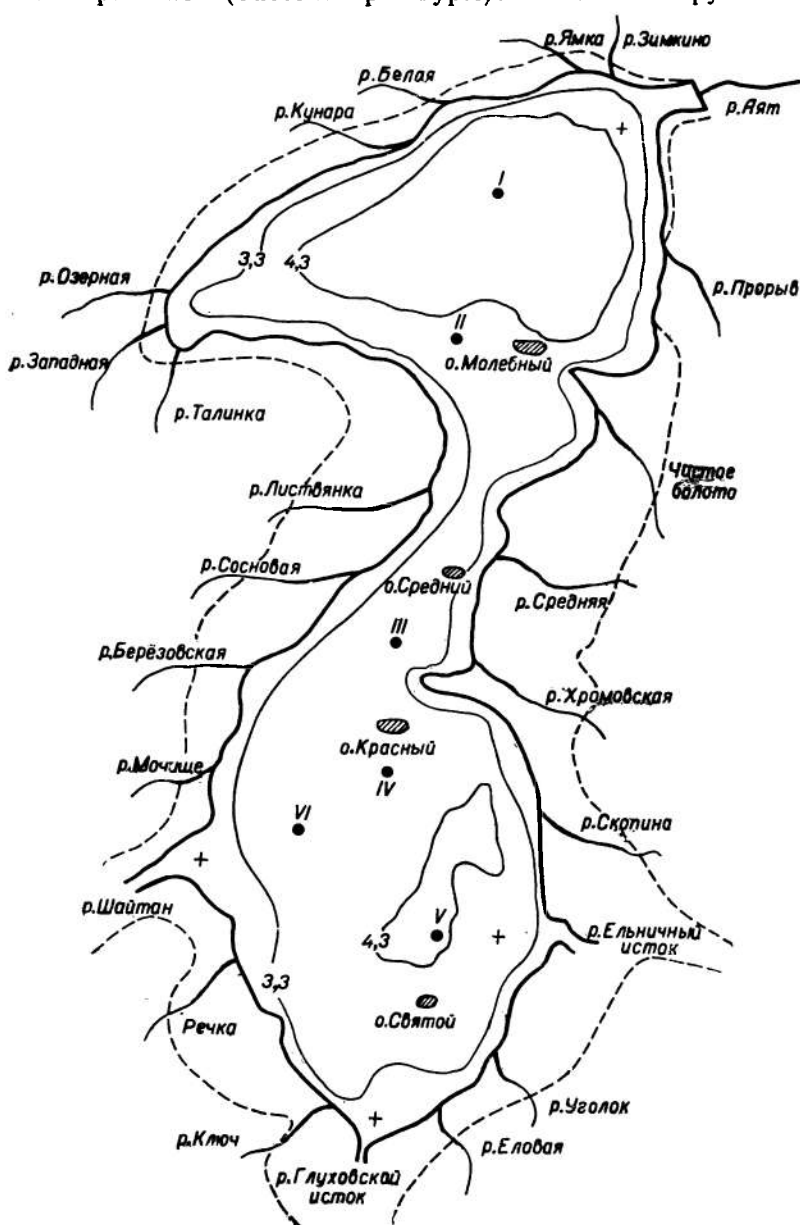 р.Ямка
р.Зимкино
р.Белая
р.Аят
р.Кунара
I
3,3
4,3
р.Озерная
р.Прорыв
II
о.Молебный
р.Западная
р.Талинка
Чистое
болото
р.Листвянка
р.Сосновая
о.Средний
р.Средняя
III
р.Берёзовская
р.Хромовская
о.Красный
р.Мочище
IV
VI
р.Скопина
р.Шайтан
V
4,3
р.Ельничный
исток
3,3
о.Святой
Речка
р.Уголок
р.Ключ
р.Еловая
р.Глуховской
исток